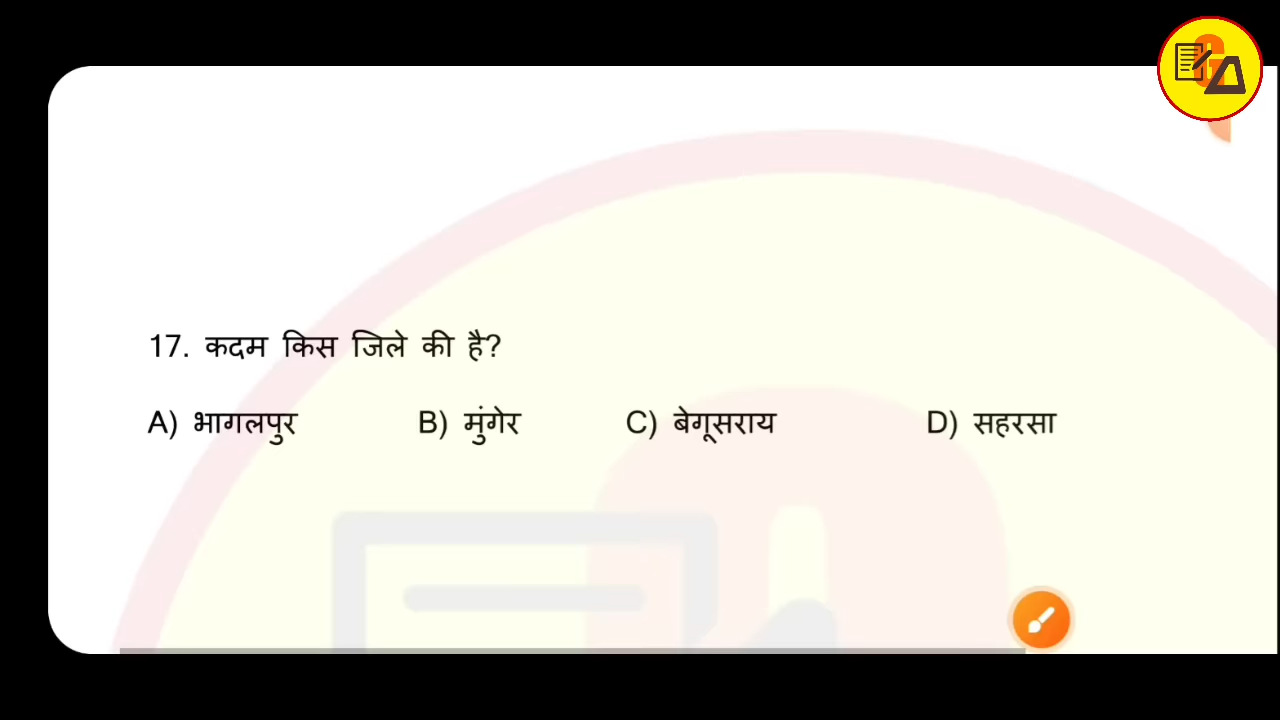 17. कदम किस जिले की है?
A) भागलपुर B) मुंगेर C) बेगूसराय D) सहरसा